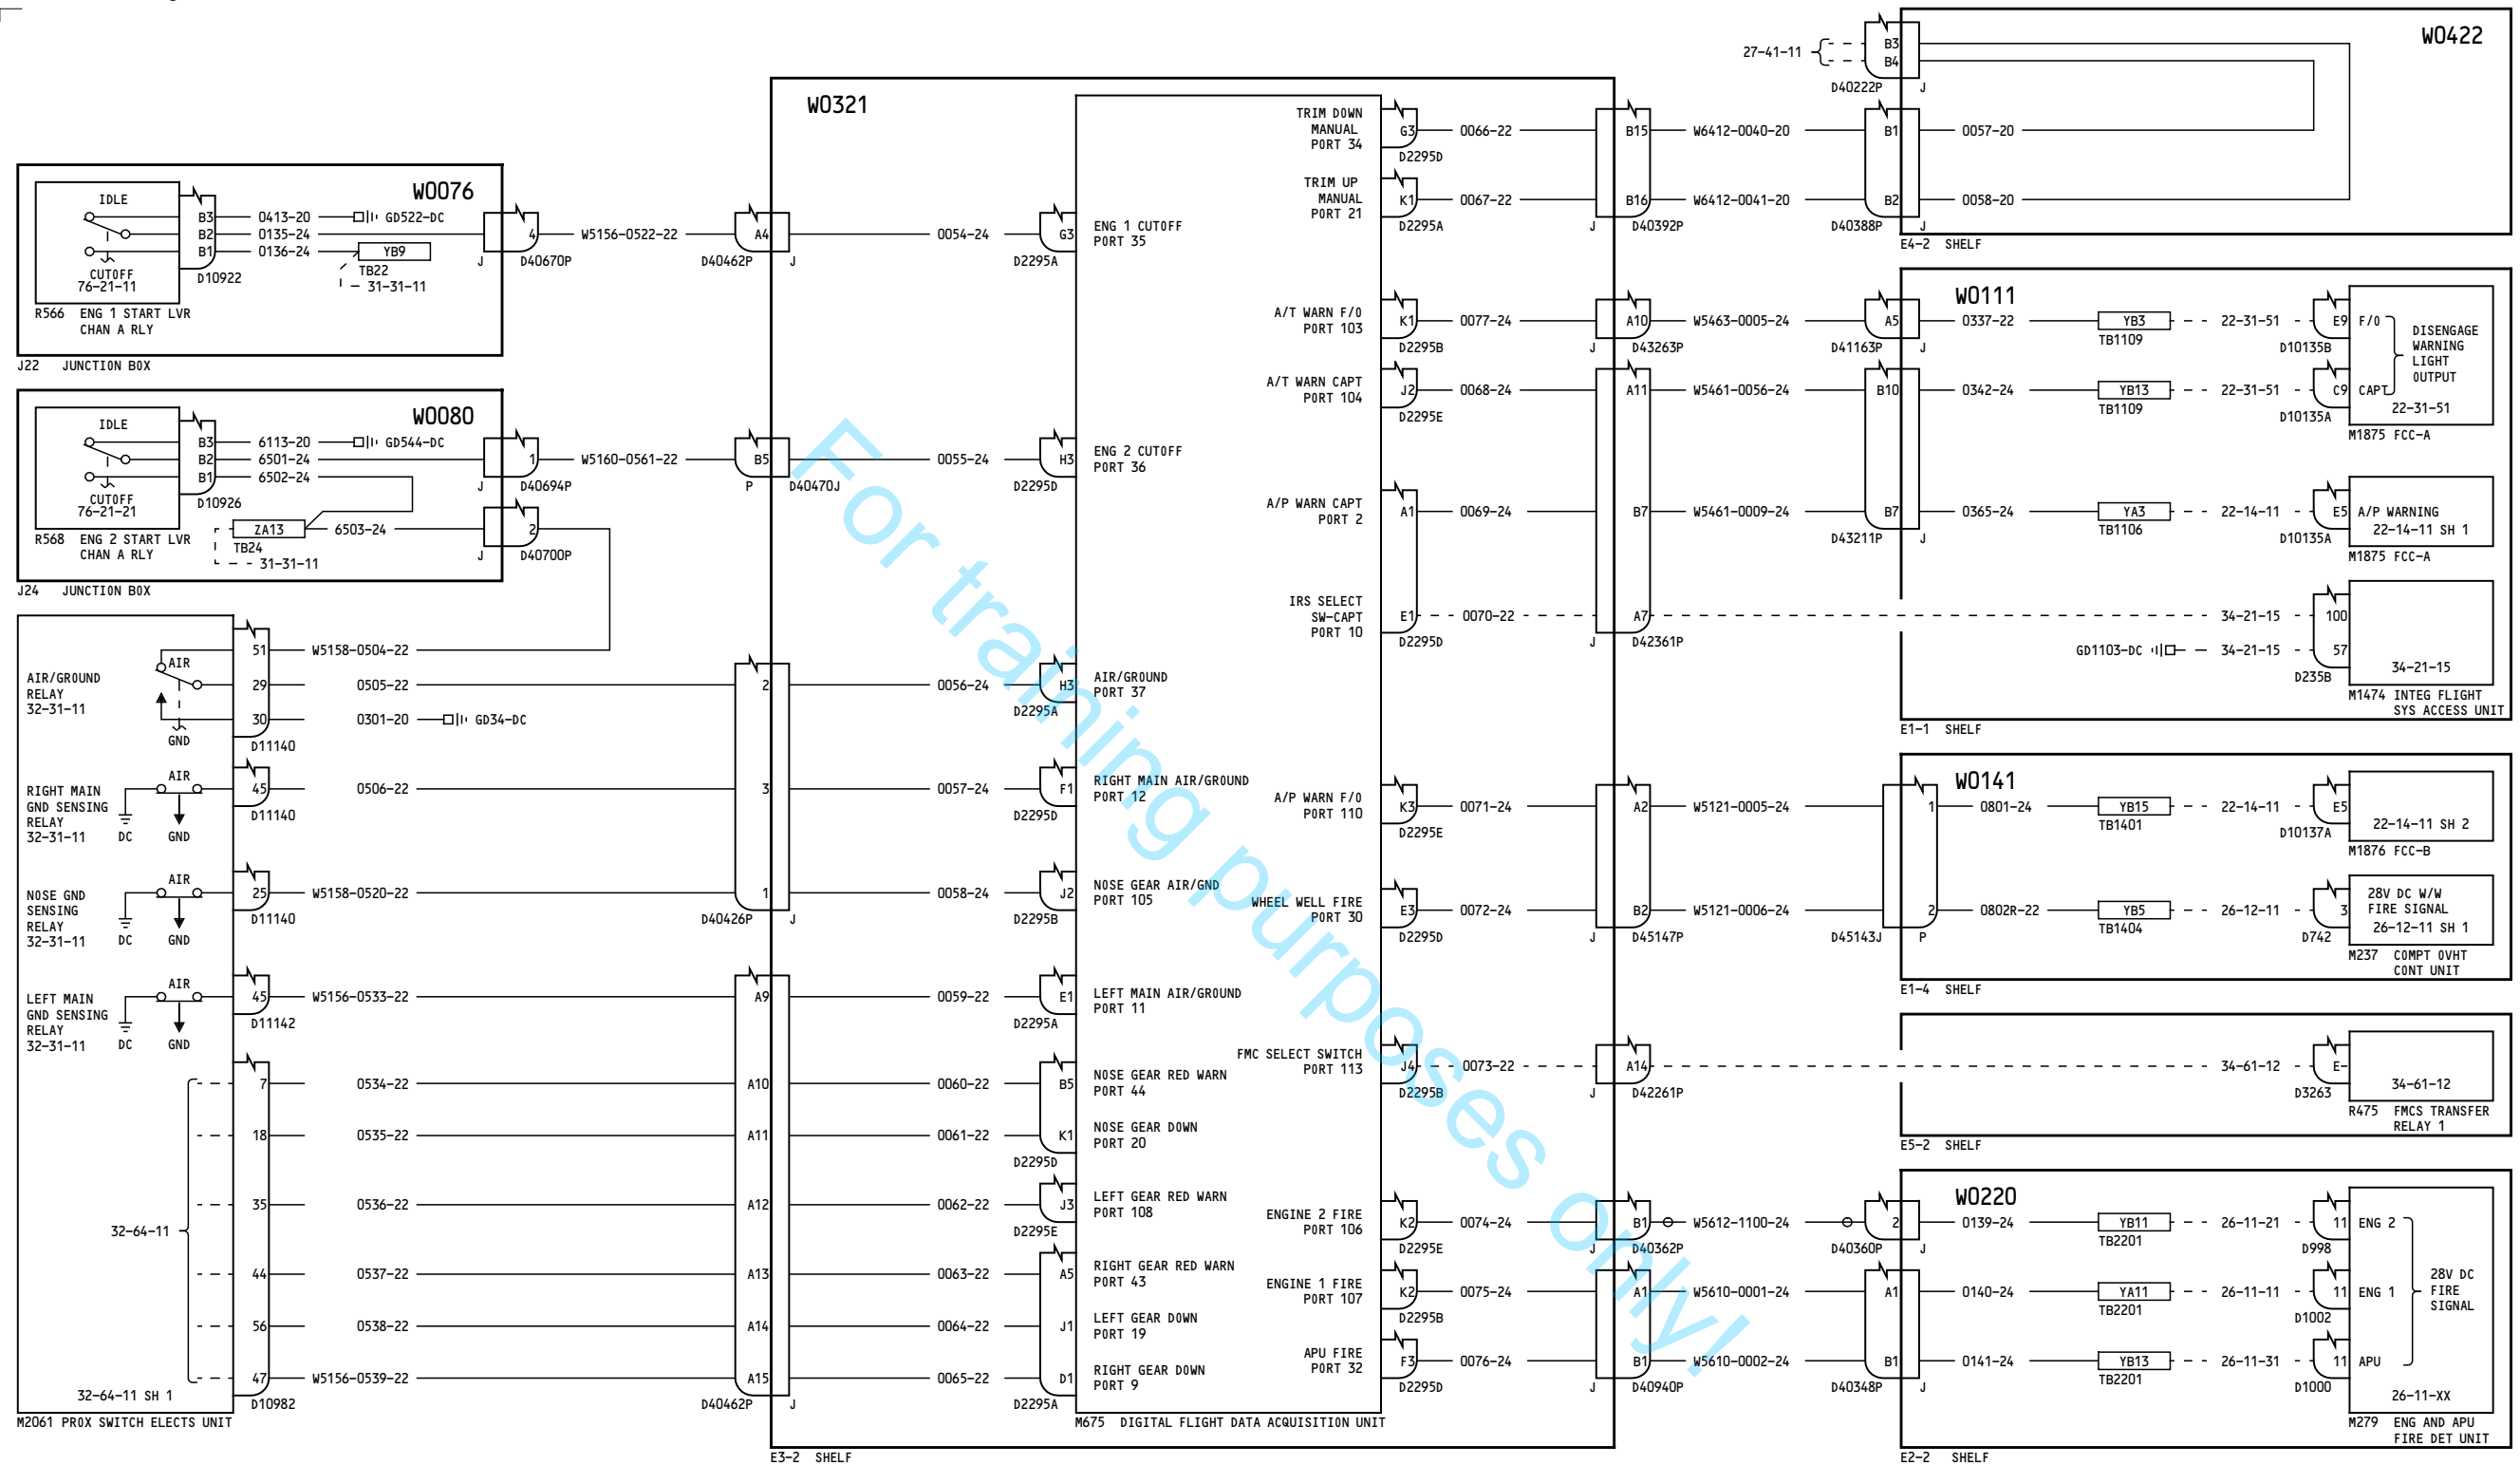 W0422
27-41-11
B3
B4
D40222P J
B1 0057-20
B2 0058-20
D40388P J
E4-2 SHELF
W0321
TRIM DOWN
MANUAL
PORT 34
G3 0066-22 B15 W6412-0040-20
D2295D
TRIM UP
MANUAL
PORT 21
K1 0067-22 B16 W6412-0041-20
D2295A J D40392P
W0076
IDLE
B3 0413-20 GD522-DC
B2 0135-24
B1 0136-24 YB9
TB22
31-31-11
CUTOFF
76-21-11
D10922
R566 ENG 1 START LVR
CHAN A RLY
J22 JUNCTION BOX
4 W5156-0522-22 A4 0054-24 G3
J D40670P D40462P J D2295A
ENG 1 CUTOFF
PORT 35
A/T WARN F/O
PORT 103
K1 0077-24 A10 W5463-0005-24 A5 0337-22 YB3 22-31-51 E9 F/O
D2295B J D43263P D41163P J TB1109 D10135B
W0111
DISENGAGE
WARNING
LIGHT
OUTPUT
22-31-51
A/T WARN CAPT
PORT 104
J2 0068-24 A11 W5461-0056-24 B10 0342-24 YB13 22-31-51 C9 CAPT
D2295E TB1109 D10135A
M1875 FCC-A
W0080
IDLE
B3 6113-20 GD544-DC
B2 6501-24
B1 6502-24
CUTOFF
76-21-21
D10926
ZA13 6503-24
TB24
31-31-11
R568 ENG 2 START LVR
CHAN A RLY
J24 JUNCTION BOX
1 W5160-0561-22 B5 0055-24 H3
J D40694P P D40470J D2295D
2
J D40700P
ENG 2 CUTOFF
PORT 36
A/P WARN CAPT
PORT 2
A1 0069-24 B7 W5461-0009-24 B7 0365-24 YA3 22-14-11 E5 A/P WARNING
22-14-11 SH 1
D43211P J TB1106 D10135A
M1875 FCC-A
IRS SELECT
SW-CAPT
PORT 10
E1 0070-22 A7 34-21-15 100
D2295D J D42361P
GD1103-DC 34-21-15 57
34-21-15
D235B
M1474 INTEG FLIGHT
SYS ACCESS UNIT
E1-1 SHELF
AIR/GROUND
RELAY
32-31-11
AIR
GND
51 W5158-0504-22
29 0505-22 2 0056-24 H3
30 0301-20 GD34-DC
D11140 D2295A
AIR/GROUND
PORT 37
RIGHT MAIN
GND SENSING
RELAY
32-31-11
AIR
DC GND
45 0506-22 3 0057-24 F1
D11140 D2295D
RIGHT MAIN AIR/GROUND
PORT 12
A/P WARN F/O
PORT 110
K3 0071-24 A2 W5121-0005-24 1 0801-24 YB15 22-14-11 E5
D2295E TB1401 D10137A
W0141
22-14-11 SH 2
M1876 FCC-B
NOSE GND
SENSING
RELAY
32-31-11
AIR
DC GND
25 W5158-0520-22 1 0058-24 J2
D11140 D40426P J D2295B
NOSE GEAR AIR/GND
PORT 105
WHEEL WELL FIRE
PORT 30
E3 0072-24 B2 W5121-0006-24 2 0802R-22 YB5 26-12-11 3
D2295D J D45147P D45143J P TB1404 D742
28V DC W/W
FIRE SIGNAL
26-12-11 SH 1
M237 COMPT OVHT
CONT UNIT
E1-4 SHELF
LEFT MAIN
GND SENSING
RELAY
32-31-11
AIR
DC GND
45 W5156-0533-22 A9 0059-22 E1
D11142 D2295A
LEFT MAIN AIR/GROUND
PORT 11
FMC SELECT SWITCH
PORT 113
J4 0073-22 A14 34-61-12 E-
D2295B J D42261P D3263
34-61-12
R475 FMCS TRANSFER
RELAY 1
E5-2 SHELF
32-64-11
7 0534-22 A10 0060-22 B5
NOSE GEAR RED WARN
PORT 44
18 0535-22 A11 0061-22 K1
D2295D
NOSE GEAR DOWN
PORT 20
35 0536-22 A12 0062-22 J3
D2295E
LEFT GEAR RED WARN
PORT 108
44 0537-22 A13 0063-22 A5
RIGHT GEAR RED WARN
PORT 43
56 0538-22 A14 0064-22 J1
LEFT GEAR DOWN
PORT 19
47 W5156-0539-22 A15 0065-22 D1
RIGHT GEAR DOWN
PORT 9
32-64-11 SH 1
D10982 D40462P J D2295A
M2061 PROX SWITCH ELECTS UNIT
M675 DIGITAL FLIGHT DATA ACQUISITION UNIT
E3-2 SHELF
W0220
ENGINE 2 FIRE
PORT 106
K2 0074-24 B1 W5612-1100-24 2 0139-24 YB11 26-11-21 11 ENG 2
D2295E J D40362P D40360P J TB2201 D998
ENGINE 1 FIRE
PORT 107
K2 0075-24 A1 W5610-0001-24 A1 0140-24 YA11 26-11-11 11 ENG 1
D2295B TB2201 D1002
28V DC
FIRE
SIGNAL
APU FIRE
PORT 32
F3 0076-24 B1 W5610-0002-24 B1 0141-24 YB13 26-11-31 11 APU
D2295D J D40940P D40348P J TB2201 D1000
26-11-XX
M279 ENG AND APU
FIRE DET UNIT
E2-2 SHELF
For training purposes only!